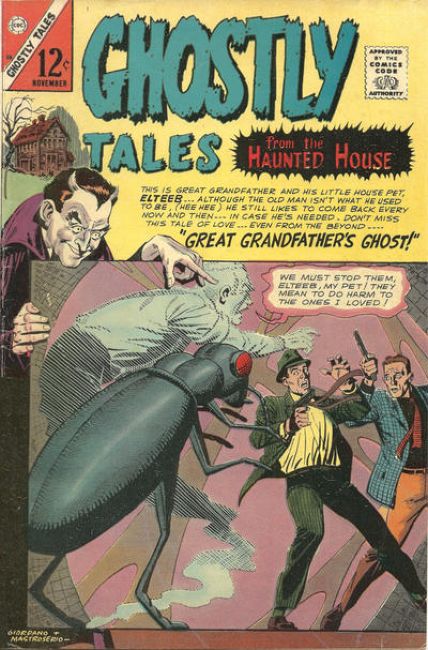 GHOSTLY TALES
CDC
12¢
NOVEMBER
GHOSTLY
TALES
From the
HAUNTED HOUSE
APPROVED
BY THE
COMICS
CODE
AUTHORITY
THIS IS GREAT GRANDFATHER AND HIS LITTLE HOUSE PET,
ELTEEB... ALTHOUGH THE OLD MAN ISN'T WHAT HE USED
TO BE, (HEE HEE) HE STILL LIKES TO COME BACK EVERY
NOW AND THEN--- IN CASE HE'S NEEDED. DON'T MISS
THIS TALE OF LOVE --- EVEN FROM THE BEYOND----
"GREAT GRANDFATHER'S GHOST!"
WE MUST STOP THEM,
ELTEEB, MY PET! THEY
MEAN TO DO HARM TO
THE ONES I LOVED!
GIORDANO +
MASTROSERIO-